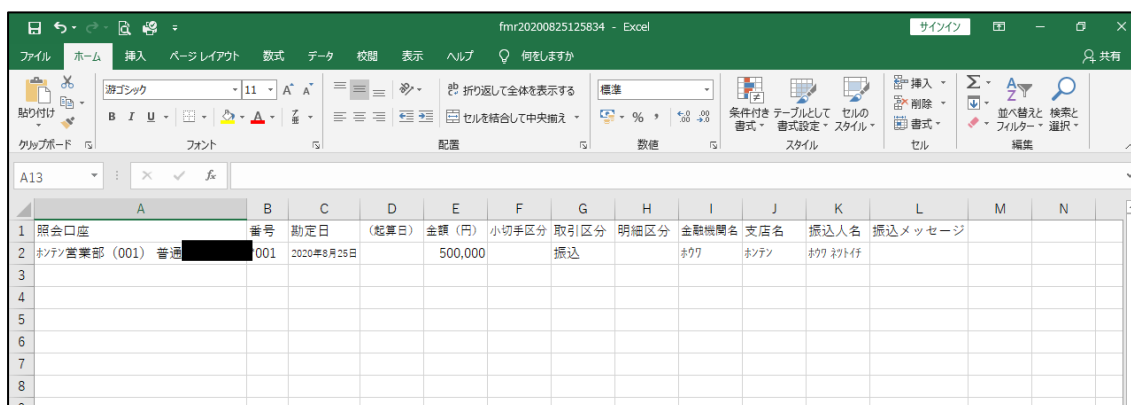 fmr20200825125834 - Excel
サインイン
ファイル ホーム 挿入 ページ レイアウト 数式 データ 校閲 表示 ヘルプ 何をしますか 共有
貼り付け
游ゴシック 11 A A
B I U A
折り返して全体を表示する
セルを結合して中央揃え
標準
% ,
条件付き書式 テーブルとして書式設定 セルのスタイル
挿入
削除
書式
並べ替えとフィルター 検索と選択
クリップボード フォント 配置 数値 スタイル セル 編集
A13 fx
A B C D E F G H I J K L M N
1 照会口座 番号 勘定日 (起算日) 金額(円) 小切手区分 取引区分 明細区分 金融機関名 支店名 振込人名 振込メッセージ
2 ホンテン営業部 (001) 普通 001 2020年8月25日 500,000 振込 ホウワ ホンテン ホウワ ネツトイチ
3
4
5
6
7
8